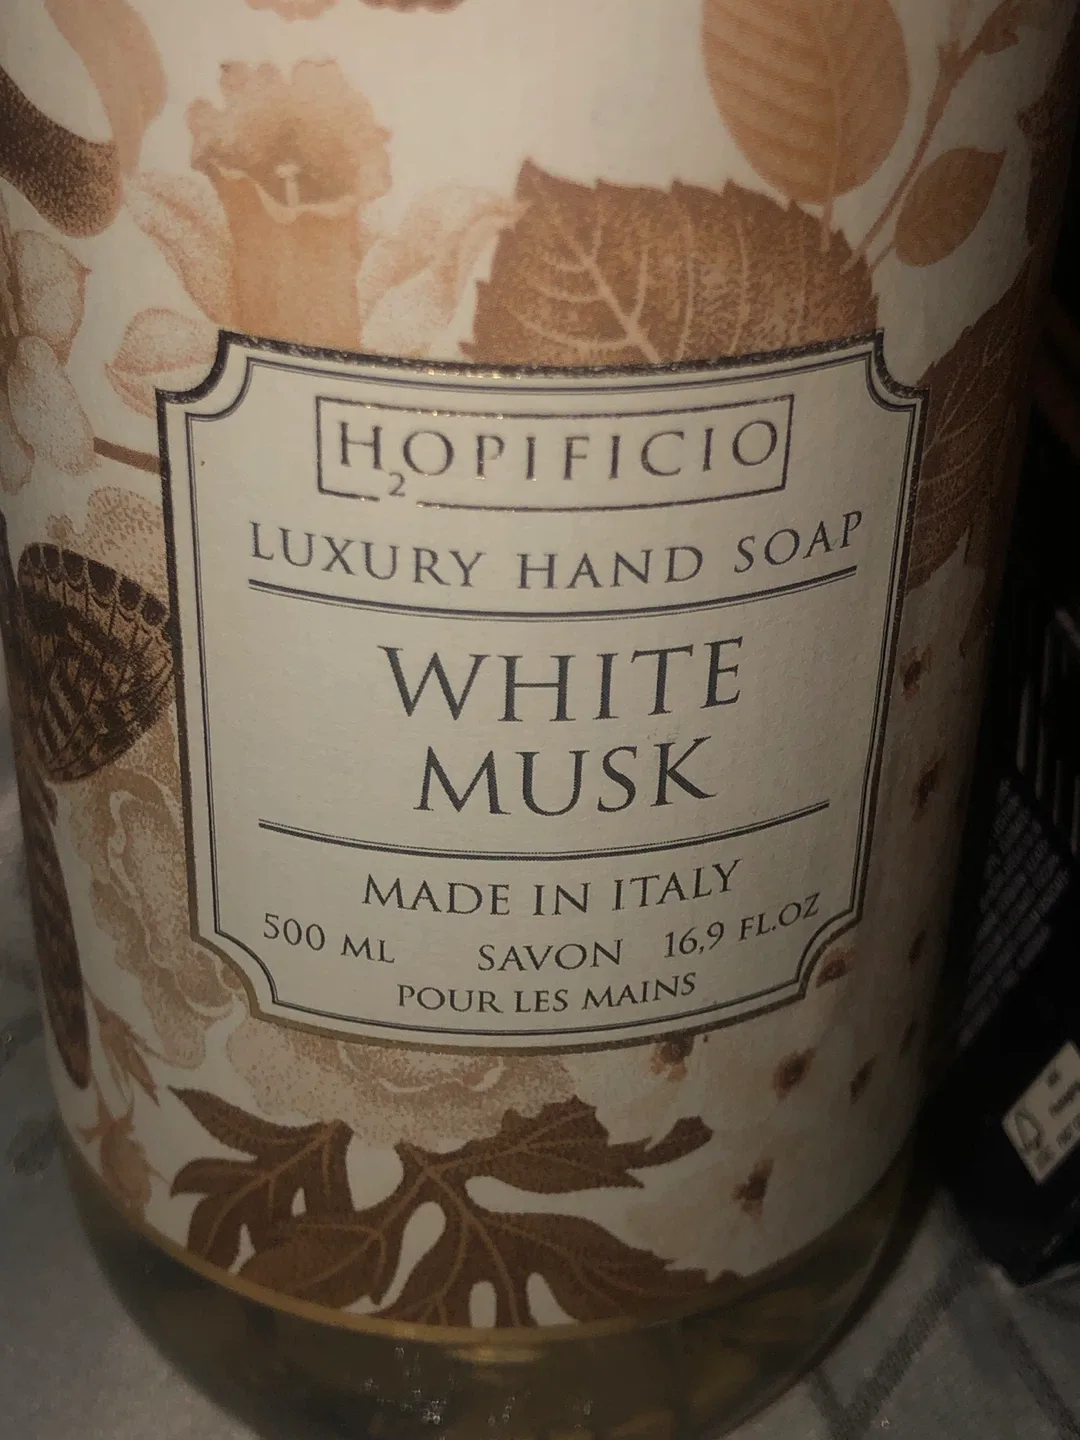 H2OPIFICIO
LUXURY HAND SOAP
WHITE
MUSK
MADE IN ITALY
500 ML SAVON 16,9 FL.OZ
POUR LES MAINS